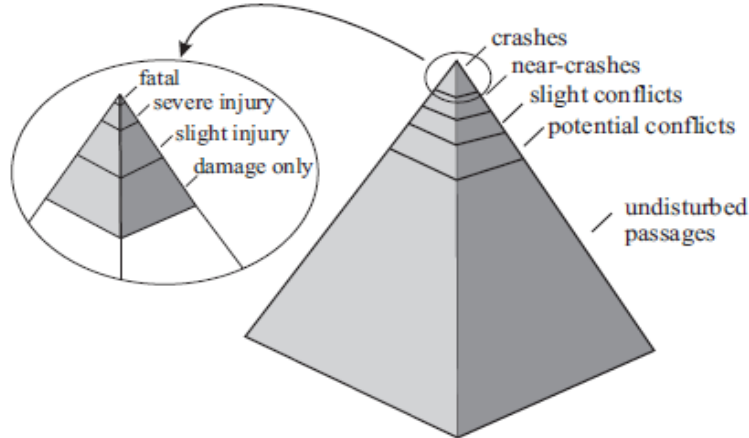 crashes
near-crashes
slight conflicts
potential conflicts
undisturbed
passages
fatal
severe injury
slight injury
damage only